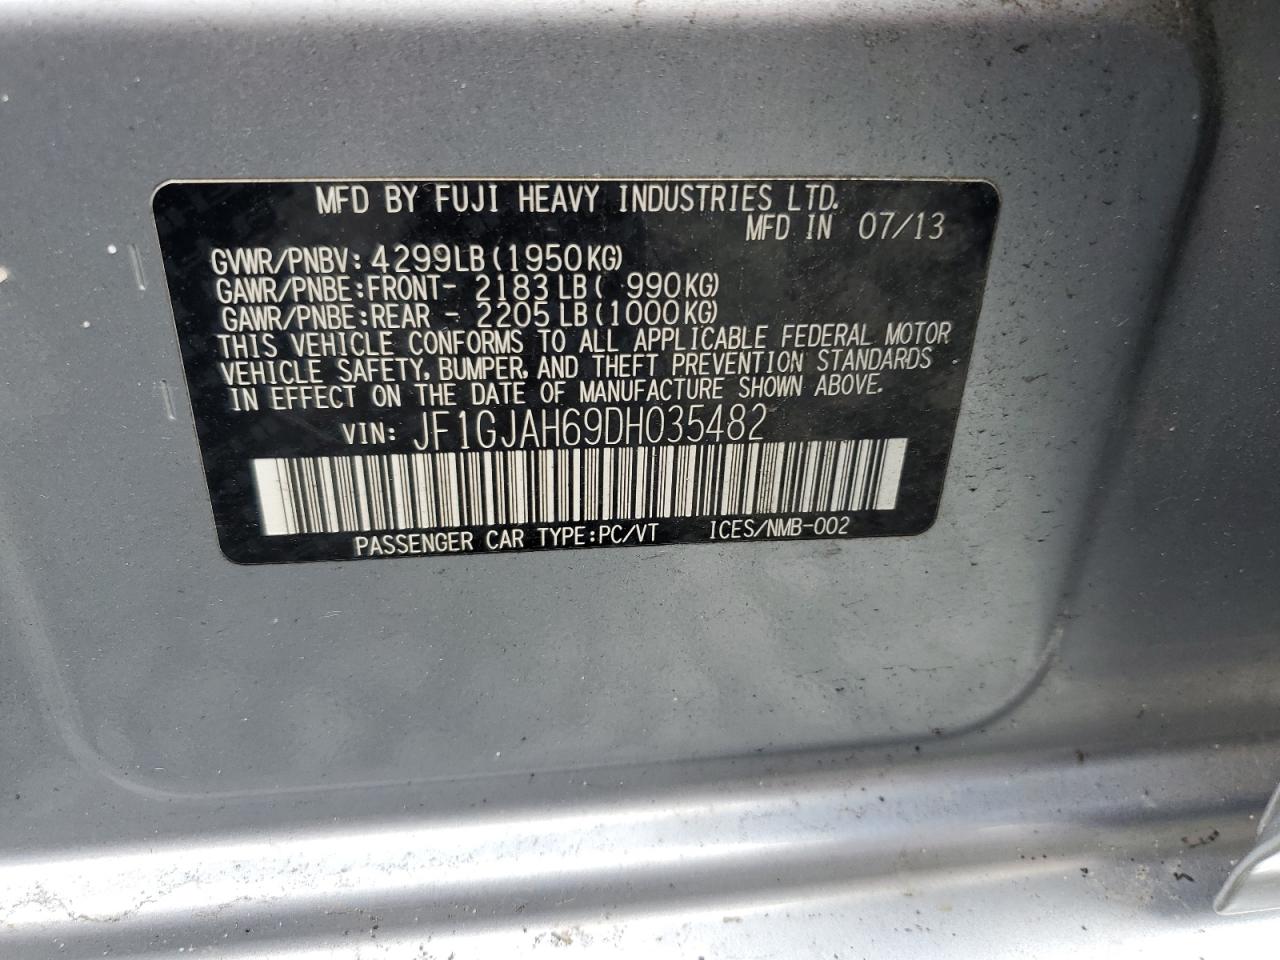 MFD BY FUJI HEAVY INDUSTRIES LTD.
MFD IN 07/13
GVWR/PNBV: 4299LB(1950KG)
GAWR/PNBE:FRONT- 2183LB( 990KG)
GAWR/PNBE:REAR - 2205LB(1000KG)
THIS VEHICLE CONFORMS TO ALL APPLICABLE FEDERAL MOTOR
VEHICLE SAFETY, BUMPER, AND THEFT PREVENTION STANDARDS
IN EFFECT ON THE DATE OF MANUFACTURE SHOWN ABOVE.
VIN: JF1GJAH69DH035482
PASSENGER CAR TYPE:PC/VT ICES/NMB-002